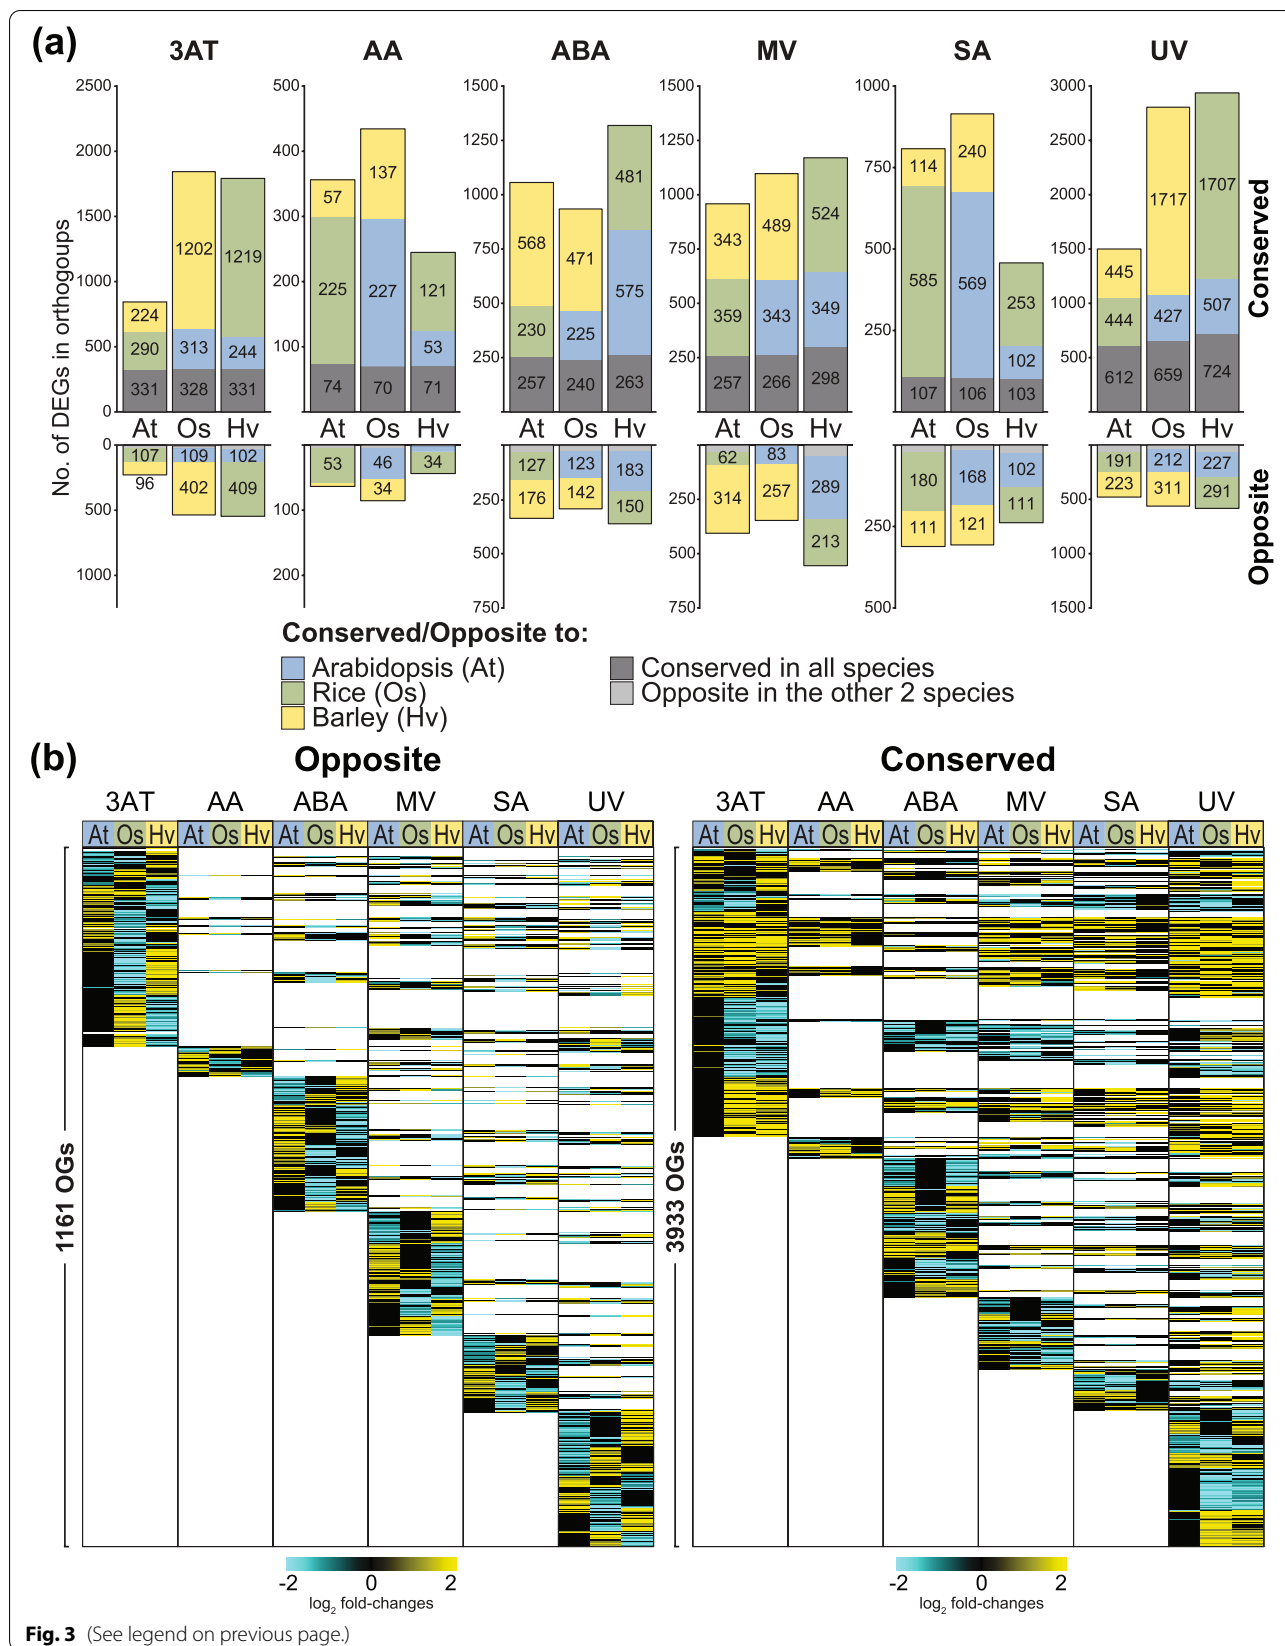 (a)
3AT AA ABA MV SA UV
No. of DEGs in orthogoups
2500 500 1500 1500 1000 3000
2000 400 1250 1250 750 2500
1500 300 1000 1000 500 2000
1000 200 750 750 250 1500
500 100 500 500 1000
0 0 250 250 500
0 0 0 0
224 1202 1219
290 313 244
331 328 331
57 137 121
225 227 53
74 70 71
568 471 481
230 225 575
257 240 263
343 489 524
359 343 349
257 266 298
114 240 253
585 569 102
107 106 103
445 1717 1707
444 427 507
612 659 724
Conserved
At Os Hv At Os Hv At Os Hv At Os Hv At Os Hv At Os Hv
0 0 0 0 0 0
500 100 250 250 250 500
1000 200 500 500 500 1000
750 750 1500
107 109 102
96 402 409
53 46 34
34
127 123 183
176 142 150
62 83 289
314 257 213
180 168 102
111 121 111
191 212 227
223 311 291
Opposite
Conserved/Opposite to:
Arabidopsis (At) Conserved in all species
Rice (Os) Opposite in the other 2 species
Barley (Hv)
(b) Opposite Conserved
3AT AA ABA MV SA UV 3AT AA ABA MV SA UV
At Os Hv At Os Hv At Os Hv At Os Hv At Os Hv At Os Hv At Os Hv At Os Hv At Os Hv At Os Hv At Os Hv At Os Hv
1161 OGs
3933 OGs
-2 0 2 -2 0 2
log2 fold-changes log2 fold-changes
Fig. 3 (See legend on previous page.)